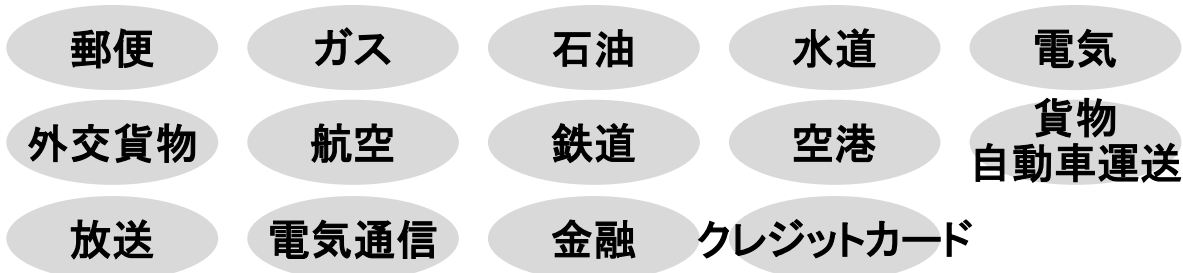 郵便
ガス
石油
水道
電気
外交貨物
航空
鉄道
空港
貨物
自動車運送
放送
電気通信
金融
クレジットカード